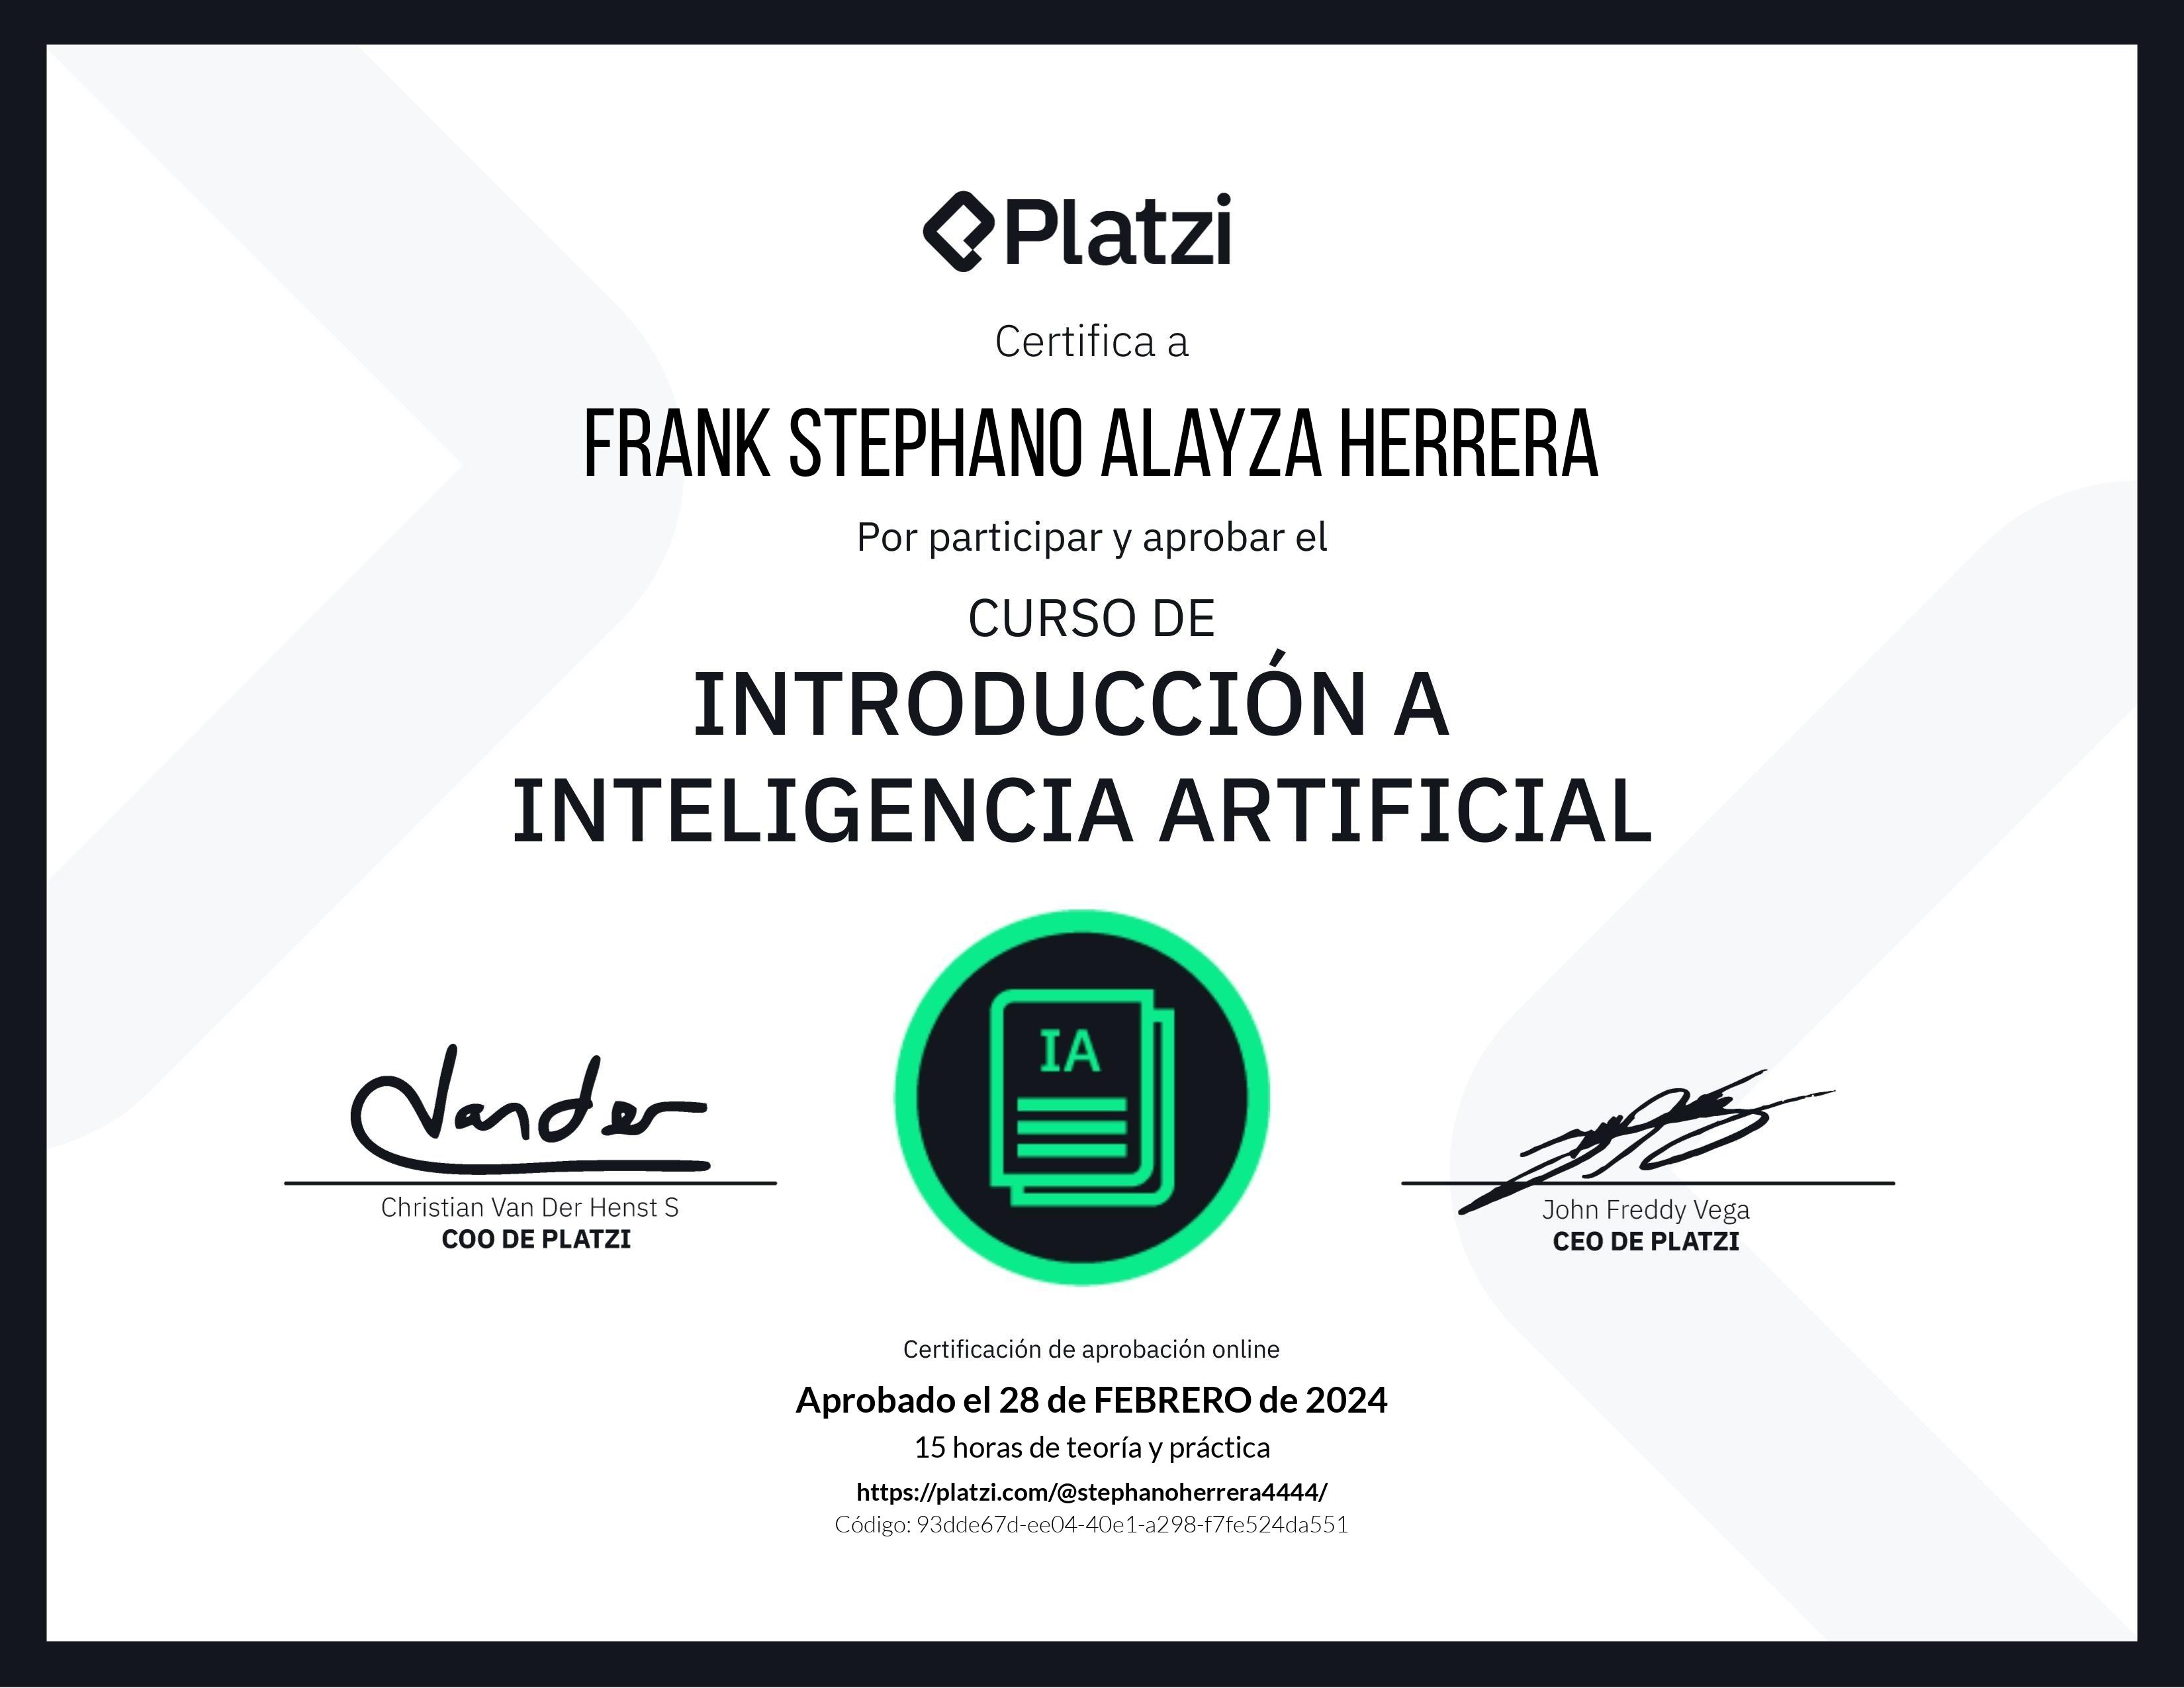 Platzi
Certifica a
FRANK STEPHANO ALAYZA HERRERA
Por participar y aprobar el
CURSO DE
INTRODUCCIÓN A
INTELIGENCIA ARTIFICIAL
IA
Vander
Christian Van Der Henst S
COO DE PLATZI
John Freddy Vega
CEO DE PLATZI
Certificación de aprobación online
Aprobado el 28 de FEBRERO de 2024
15 horas de teoría y práctica
https://platzi.com/@stephanoherrera4444/
Código: 93dde67d-ee04-40e1-a298-f7fe524da551